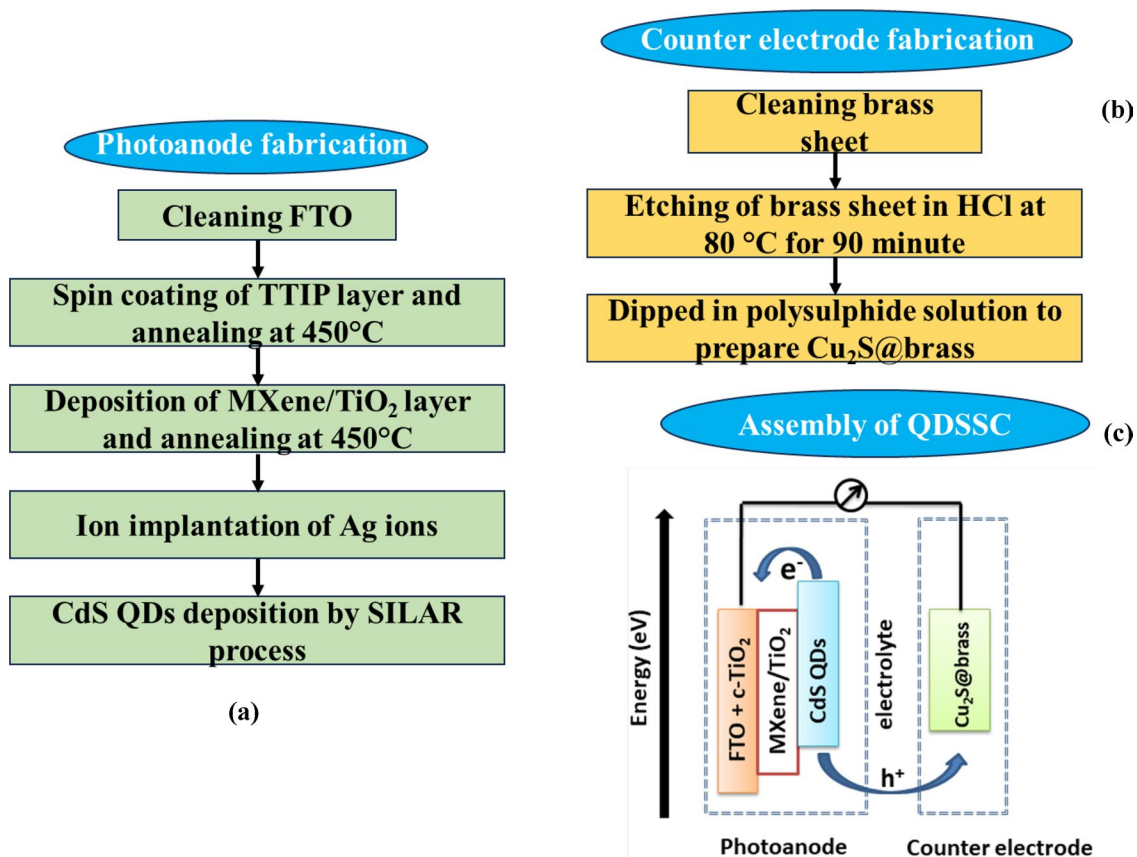 Photoanode fabrication
Cleaning FTO
Spin coating of TTIP layer and
annealing at 450°C
Deposition of MXene/TiO₂ layer
and annealing at 450°C
Ion implantation of Ag ions
CdS QDs deposition by SILAR
process
(a)
Counter electrode fabrication
(b)
Cleaning brass
sheet
Etching of brass sheet in HCl at
80 °C for 90 minute
Dipped in polysulphide solution to
prepare Cu₂S@brass
Assembly of QDSSC
(c)
Energy (eV)
e⁻
FTO + c-TiO₂
MXene/TiO₂
CdS QDs
electrolyte
Cu₂S@brass
h⁺
Photoanode
Counter electrode